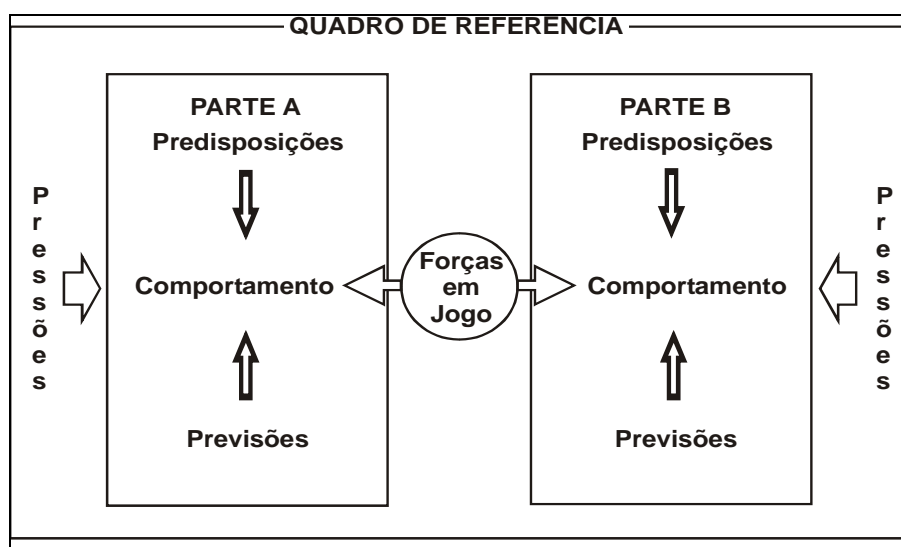 QUADRO DE REFERENCIA
PARTE A
Predisposições
Comportamento
Previsões
PARTE B
Predisposições
Comportamento
Previsões
Forças
em
Jogo
Pressões
Pressões